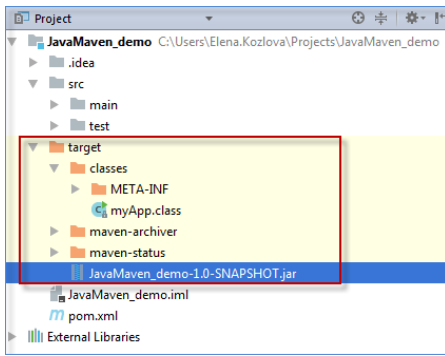 Project
JavaMaven_demo C:\Users\Elena.Kozlova\Projects\JavaMaven_demo
.idea
src
main
test
target
classes
META-INF
myApp.class
maven-archiver
maven-status
JavaMaven_demo-1.0-SNAPSHOT.jar
JavaMaven_demo.iml
m pom.xml
External Libraries